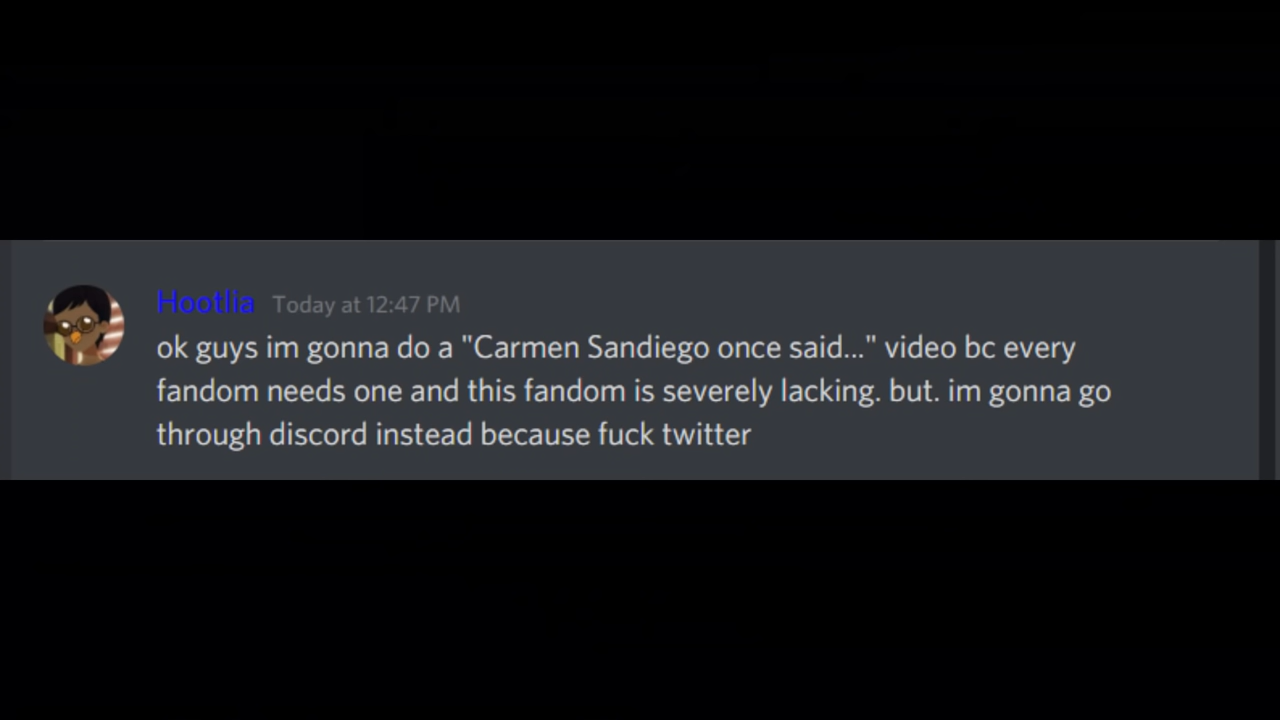 Hootlia Today at 12:47 PM
ok guys im gonna do a "Carmen Sandiego once said..." video bc every
fandom needs one and this fandom is severely lacking. but. im gonna go
through discord instead because fuck twitter